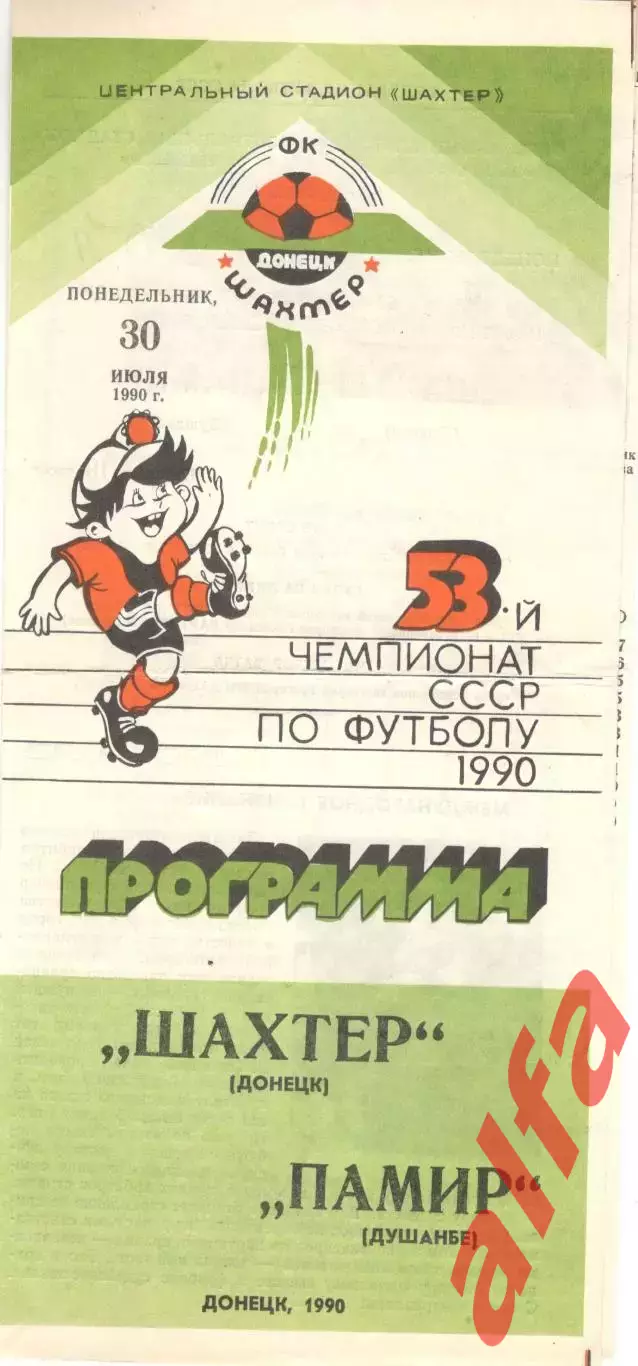 ЦЕНТРАЛЬНЫЙ СТАДИОН «ШАХТЕР»
ФК
ДОНЕЦК
ШАХТЕР
ПОНЕДЕЛЬНИК,
30
ИЮЛЯ
1990 г.
53-Й
ЧЕМПИОНАТ
СССР
ПО ФУТБОЛУ
1990
ПРОГРАММА
„ШАХТЕР“
(ДОНЕЦК)
„ПАМИР“
(ДУШАНБЕ)
ДОНЕЦК, 1990
alfa